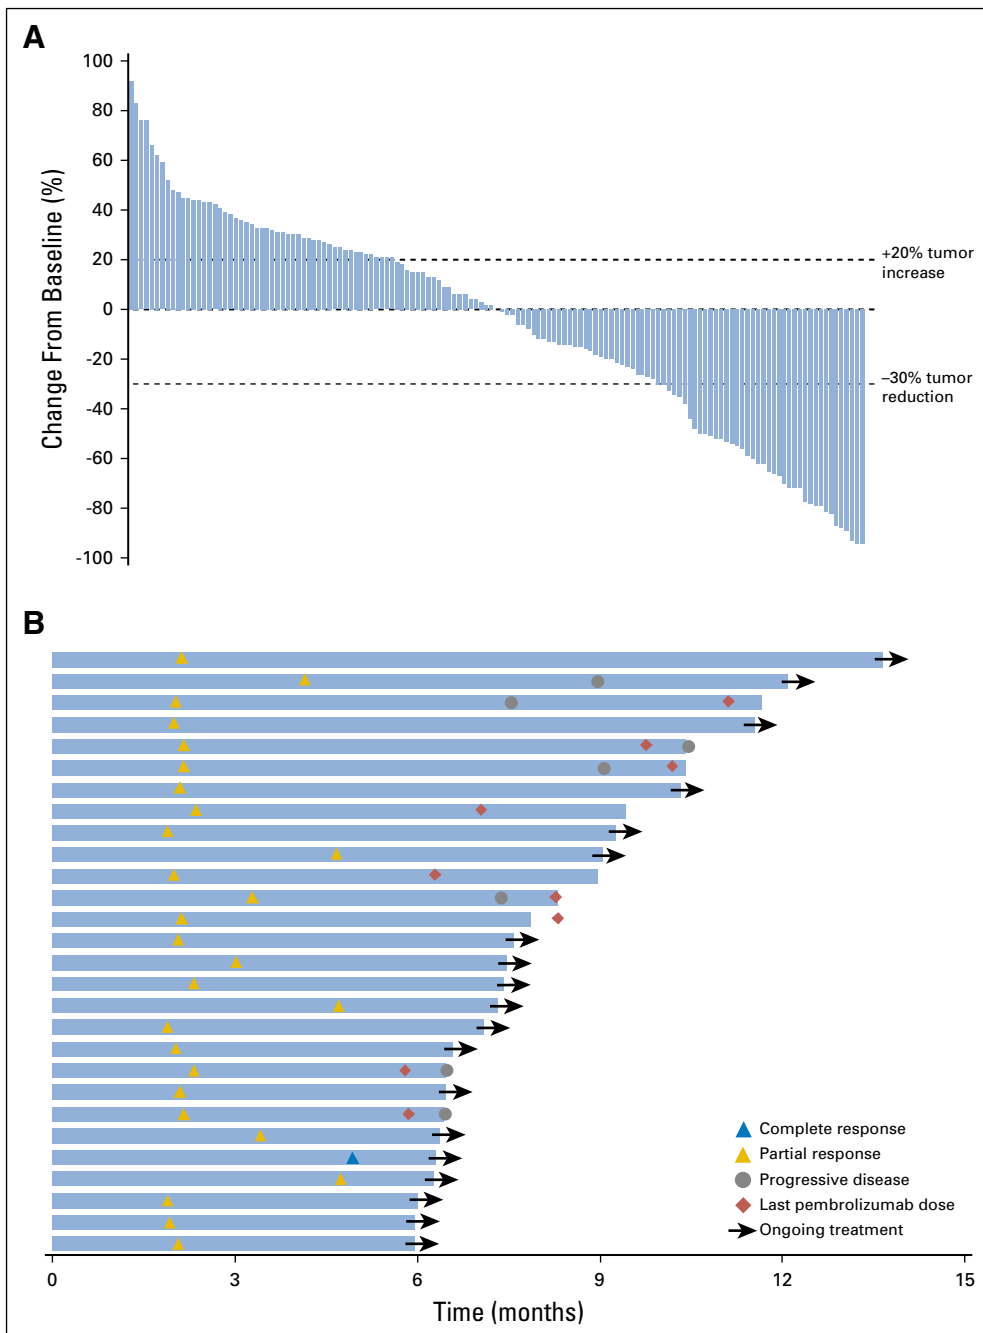 A
100
80
60
40
20
0
-20
-40
-60
-80
-100
Change From Baseline (%)
+20% tumor
increase
–30% tumor
reduction
B
Complete response
Partial response
Progressive disease
Last pembrolizumab dose
Ongoing treatment
0 3 6 9 12 15
Time (months)